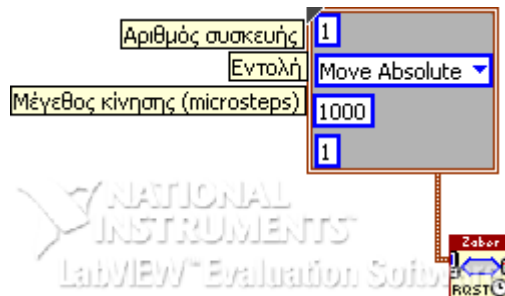 Αριθμός συσκευής 1
Εντολή Move Absolute
Μέγεθος κίνησης (microsteps) 1000
1
NATIONAL
INSTRUMENTS
LabVIEW Evaluation Software
Zaber
RQST